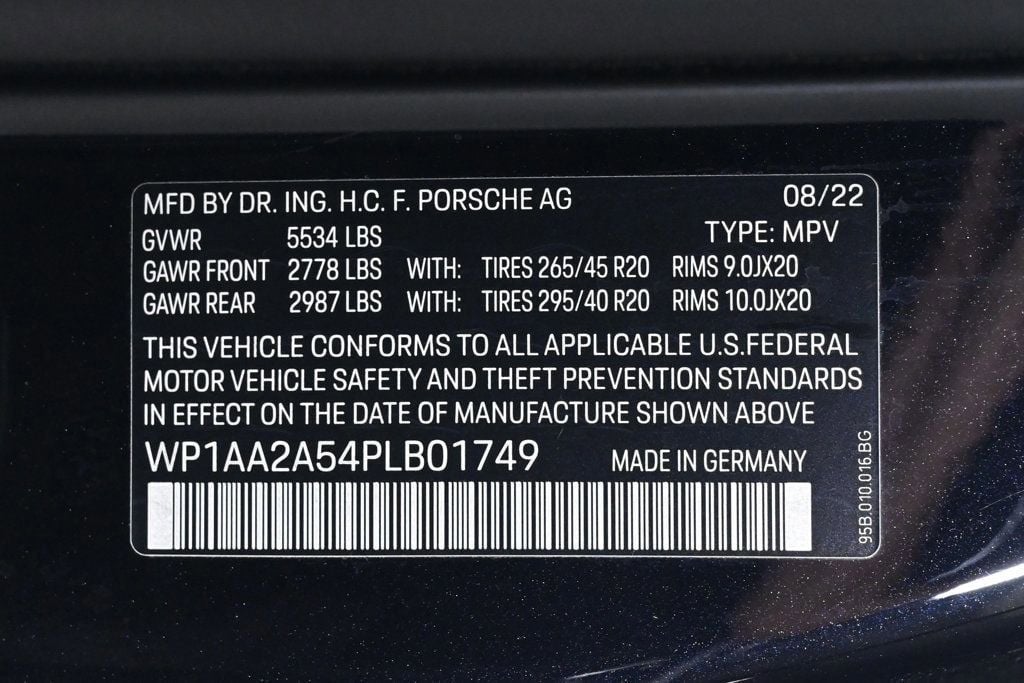 MFD BY DR. ING. H.C. F. PORSCHE AG 08/22
GVWR 5534 LBS TYPE: MPV
GAWR FRONT 2778 LBS WITH: TIRES 265/45 R20 RIMS 9.0JX20
GAWR REAR 2987 LBS WITH: TIRES 295/40 R20 RIMS 10.0JX20
THIS VEHICLE CONFORMS TO ALL APPLICABLE U.S.FEDERAL
MOTOR VEHICLE SAFETY AND THEFT PREVENTION STANDARDS
IN EFFECT ON THE DATE OF MANUFACTURE SHOWN ABOVE
WP1AA2A54PLB01749 MADE IN GERMANY
95B.010.016.BG